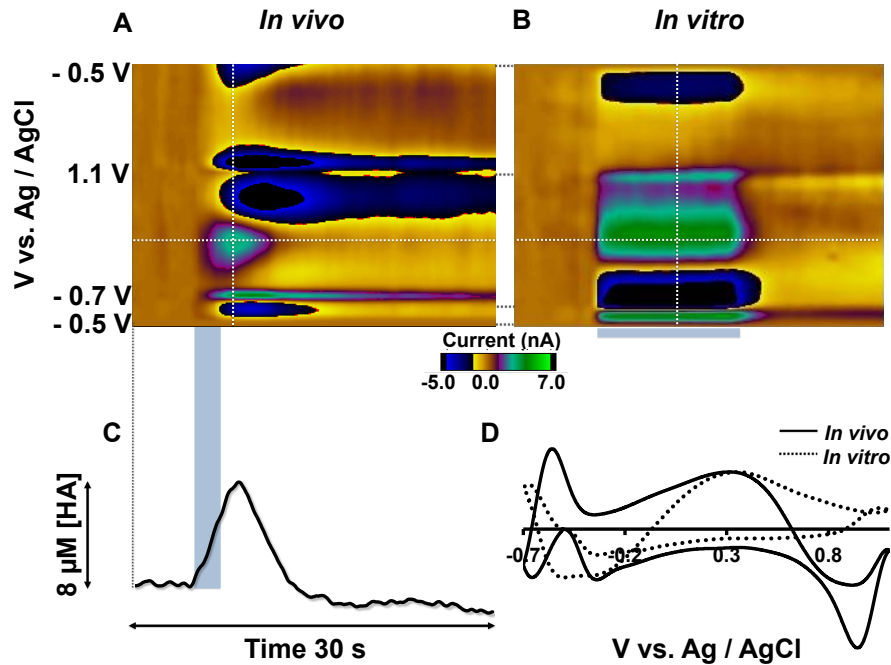 A
In vivo
B
In vitro
- 0.5 V
1.1 V
- 0.7 V
- 0.5 V
V vs. Ag / AgCl
Current (nA)
-5.0 0.0 7.0
C
8 µM [HA]
Time 30 s
D
In vivo
In vitro
-0.7 -0.2 0.3 0.8
V vs. Ag / AgCl